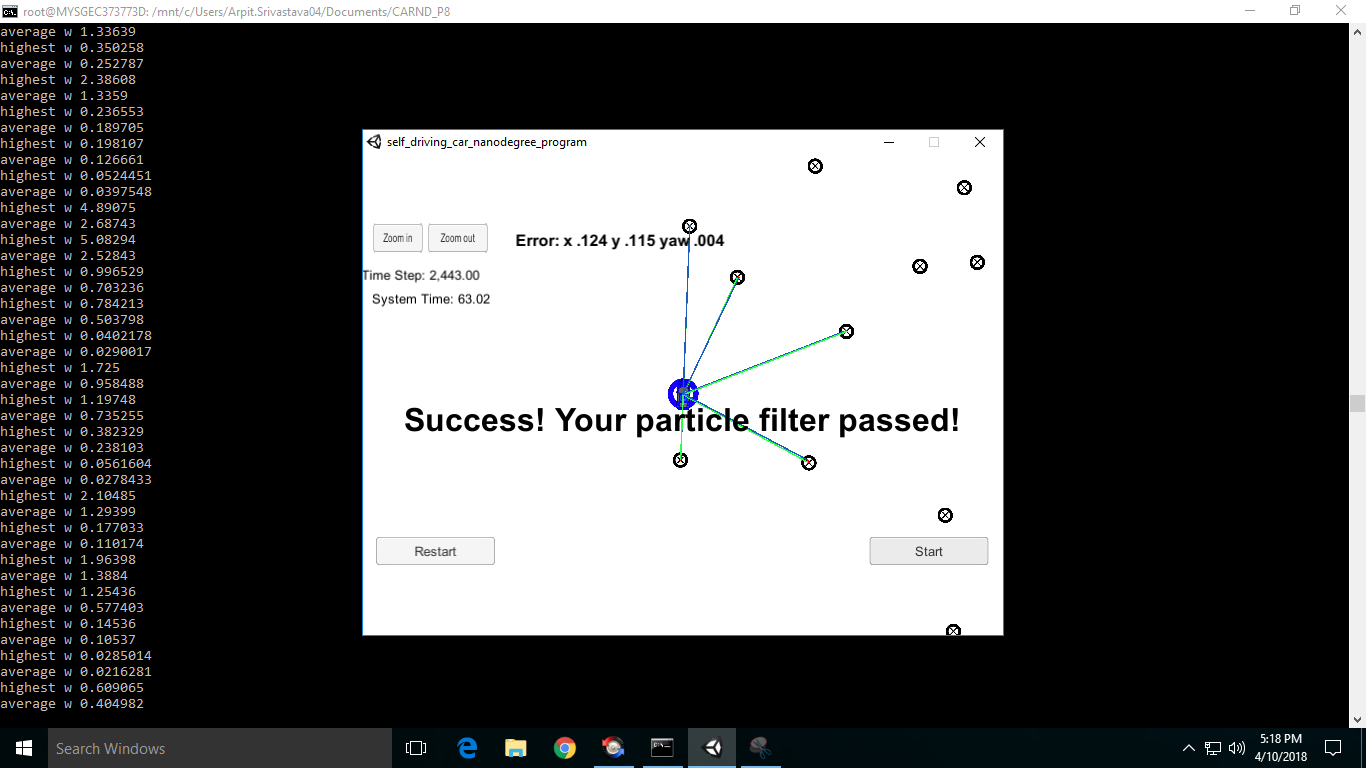 root@MYSGEC373773D: /mnt/c/Users/Arpit.Srivastava04/Documents/CARND_P8
average w 1.33639
highest w 0.350258
average w 0.252787
highest w 2.38608
average w 1.3359
highest w 0.236553
average w 0.189705
highest w 0.198107
average w 0.126661
highest w 0.0524451
average w 0.0397548
highest w 4.89075
average w 2.68743
highest w 5.08294
average w 2.52843
highest w 0.996529
average w 0.703236
highest w 0.784213
average w 0.503798
highest w 0.0402178
average w 0.0290017
highest w 1.725
average w 0.958488
highest w 1.19748
average w 0.735255
highest w 0.382329
average w 0.238103
highest w 0.0561604
average w 0.0278433
highest w 2.10485
average w 1.29399
highest w 0.177033
average w 0.110174
highest w 1.96398
average w 1.3884
highest w 1.25436
average w 0.577403
highest w 0.14536
average w 0.10537
highest w 0.0285014
average w 0.0216281
highest w 0.609065
average w 0.404982
self_driving_car_nanodegree_program
Zoom in Zoom out
Error: x .124 y .115 yaw .004
Time Step: 2,443.00
System Time: 63.02
Success! Your particle filter passed!
Restart
Start
Search Windows
5:18 PM
4/10/2018